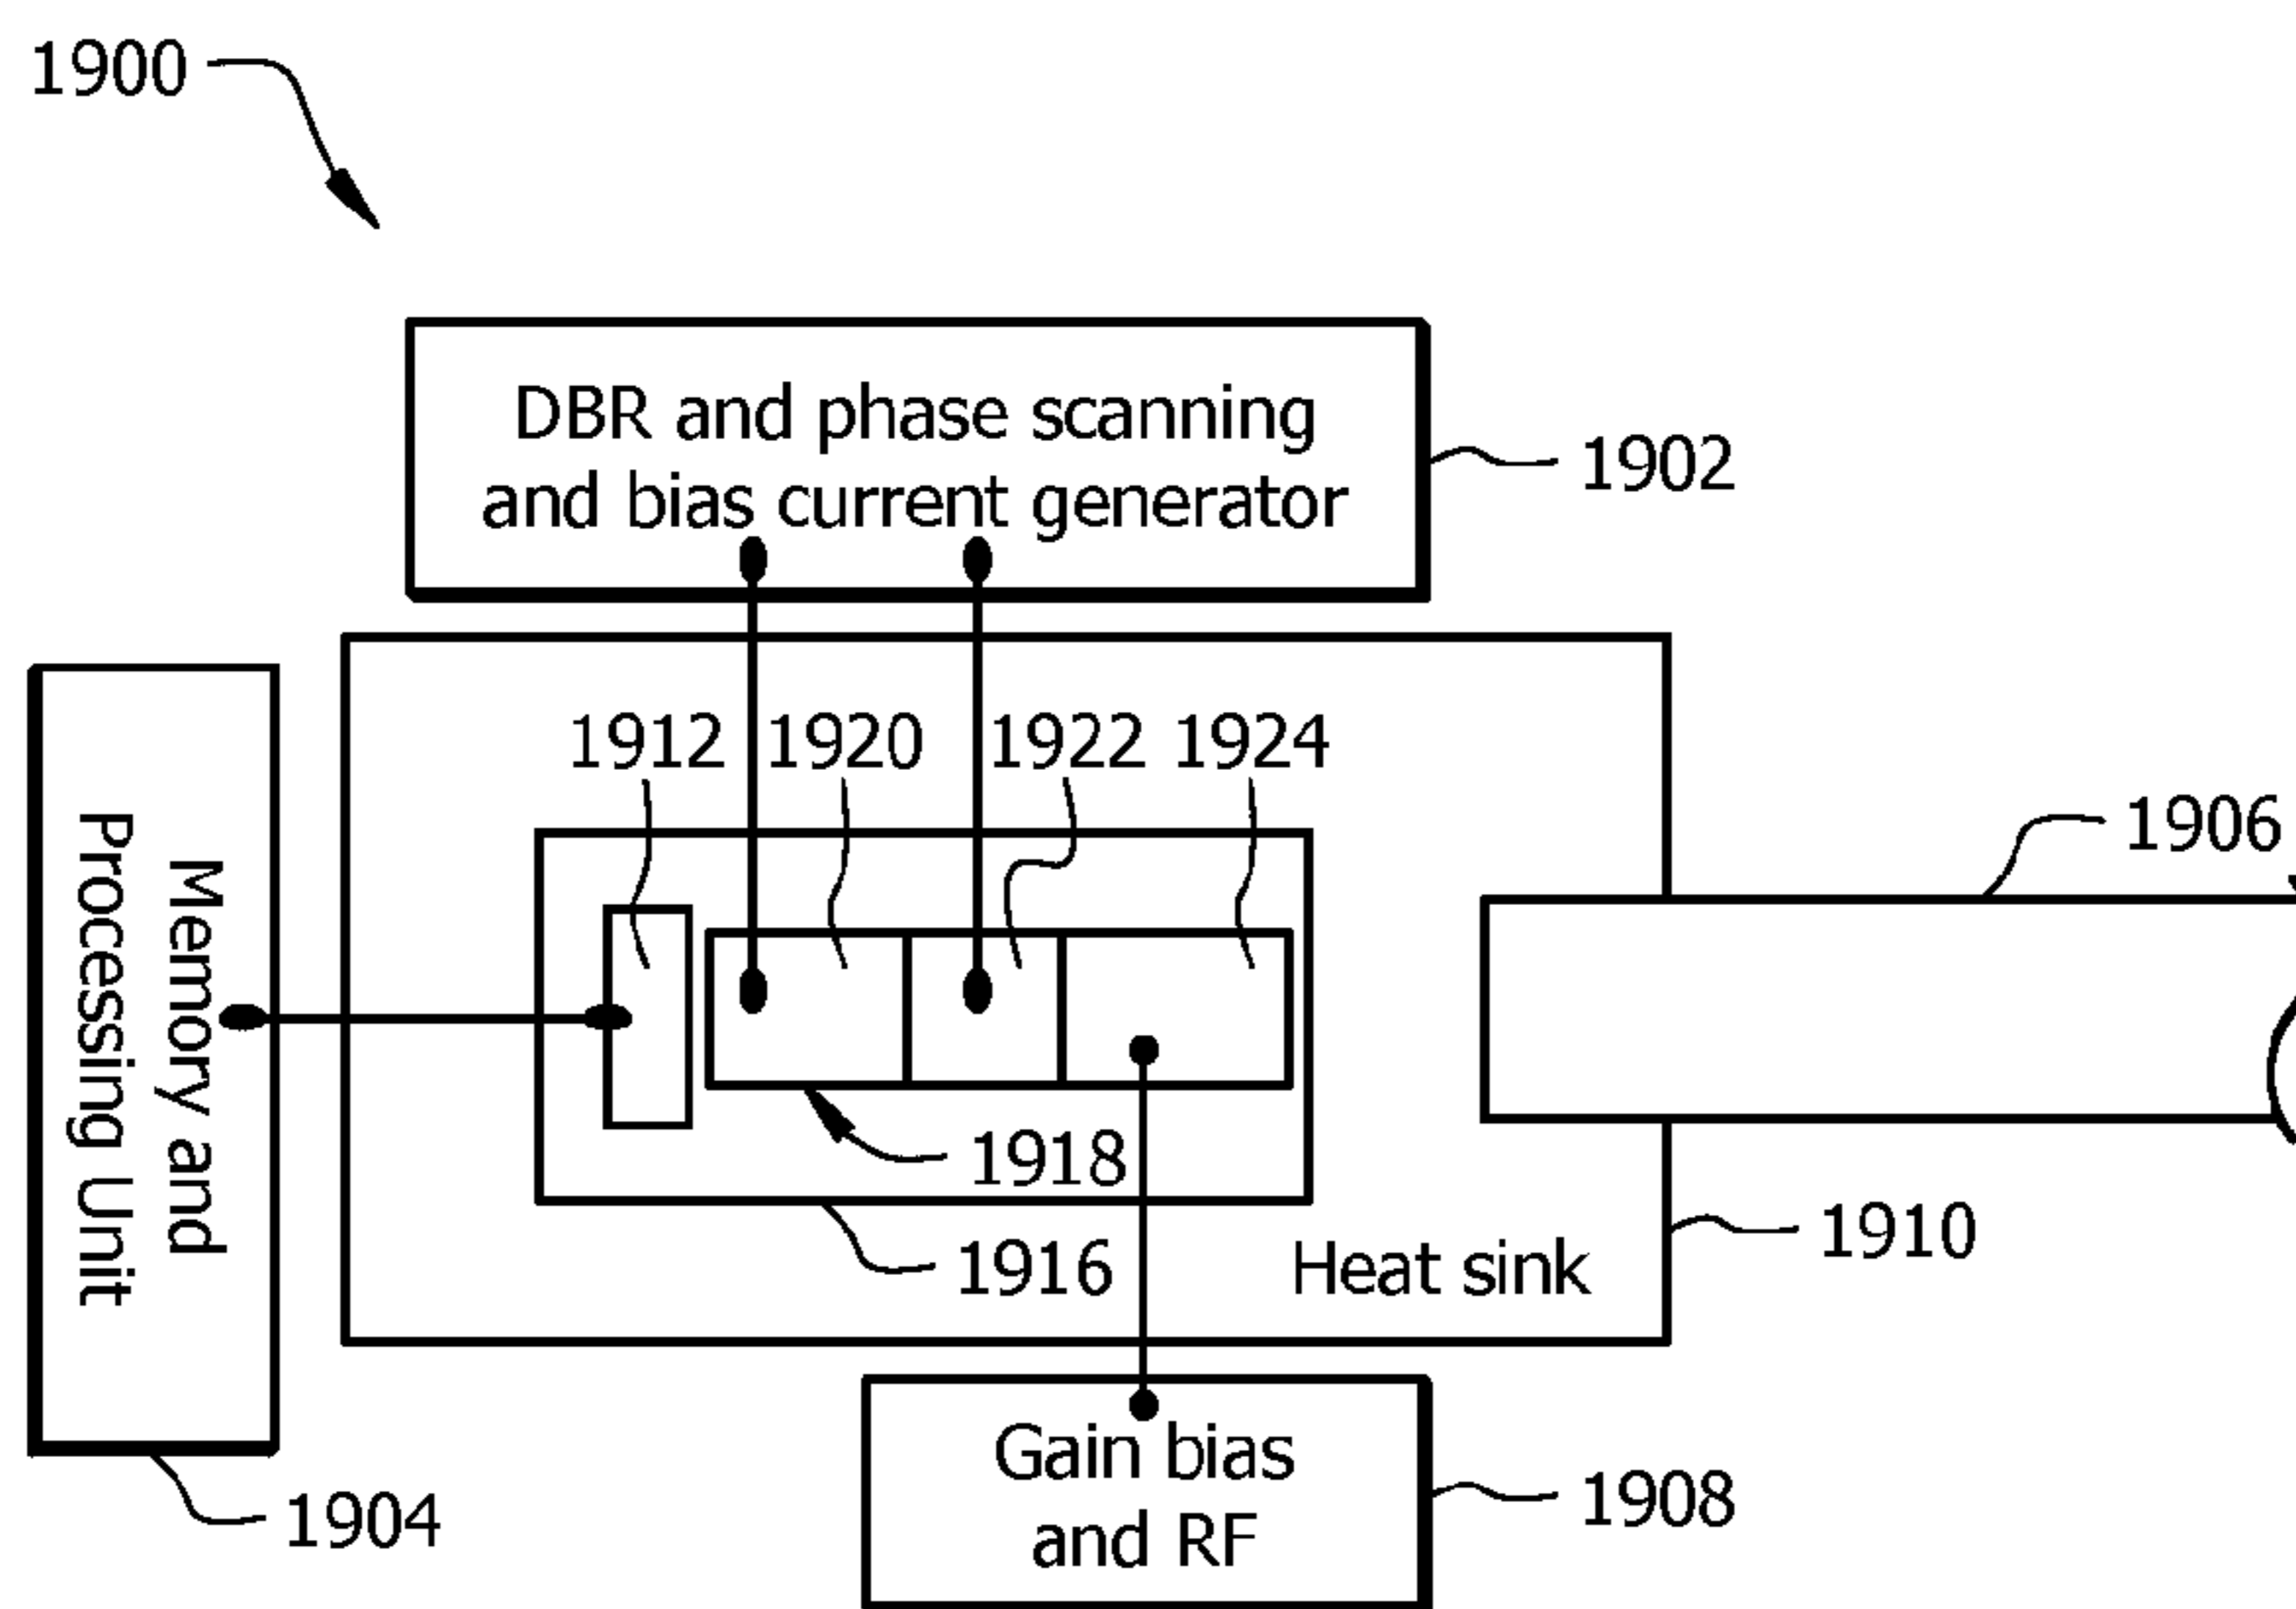 1900
DBR and phase scanning
and bias current generator
1902
1912
1920
1922
1924
1906
Memory and
Processing Unit
1918
1916
Heat sink
1910
1904
Gain bias
and RF
1908